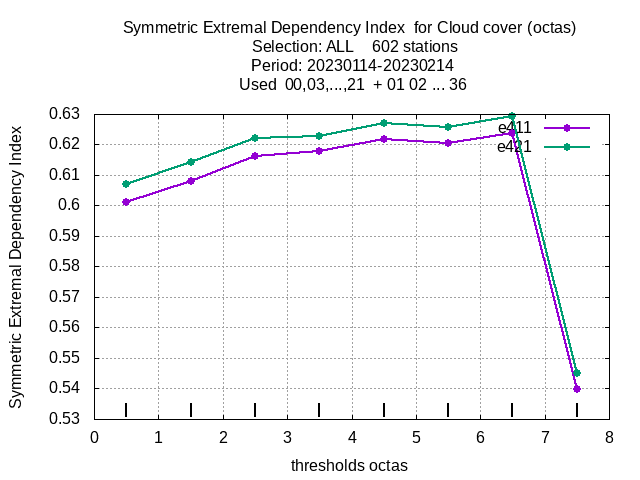 Symmetric Extremal Dependency Index  for Cloud cover (octas)
Selection: ALL    602 stations
Period: 20230114-20230214
Used  00,03,...,21  + 01 02 ... 36
Symmetric Extremal Dependency Index
0.63
0.62
0.61
0.6
0.59
0.58
0.57
0.56
0.55
0.54
0.53
e411
e421
0 1 2 3 4 5 6 7 8
thresholds octas